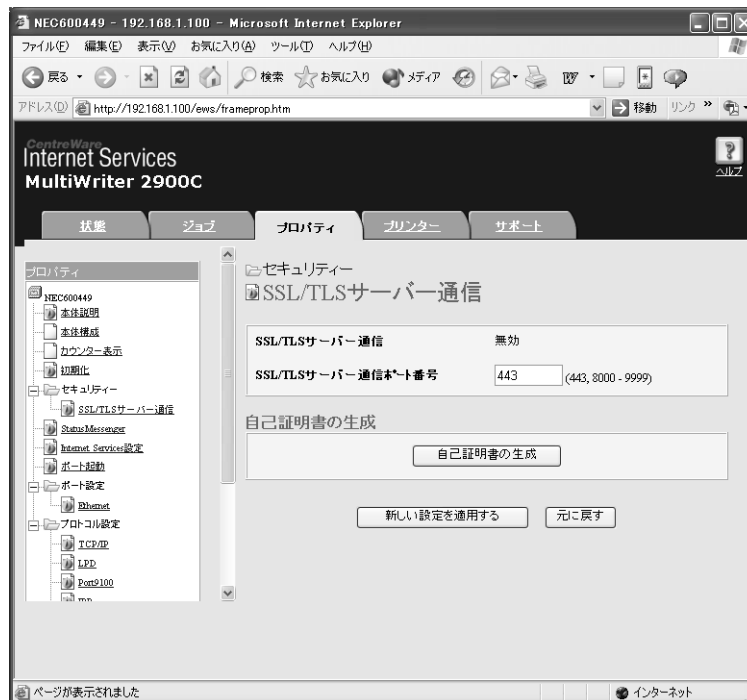 NEC600449 - 192.168.1.100 - Microsoft Internet Explorer
ファイル(F) 編集(E) 表示(V) お気に入り(A) ツール(T) ヘルプ(H)
戻る 検索 お気に入り メディア
アドレス(D) http://192.168.1.100/ews/frameprop.htm 移動 リンク »
CentreWare
Internet Services
MultiWriter 2900C
ヘルプ
状態 ジョブ プロパティ プリンター サポート
プロパティ
NEC600449
本体説明
本体構成
カウンター表示
初期化
セキュリティー
SSL/TLSサーバー通信
StatusMessenger
Internet Services設定
ポート起動
ポート設定
Ethernet
プロトコル設定
TCP/IP
LPD
Port9100
セキュリティー
SSL/TLSサーバー通信
SSL/TLSサーバー通信 無効
SSL/TLSサーバー通信ポート番号 443 (443, 8000 - 9999)
自己証明書の生成
自己証明書の生成
新しい設定を適用する 元に戻す
ページが表示されました インターネット